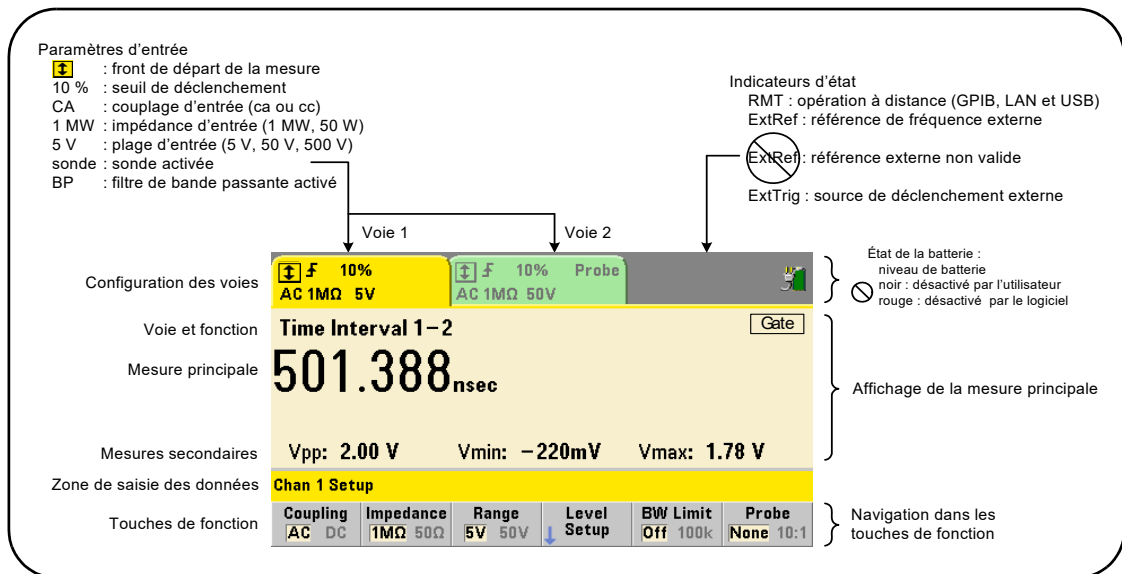 Paramètres d'entrée
: front de départ de la mesure
10 % : seuil de déclenchement
CA : couplage d'entrée (ca ou cc)
1 MW : impédance d'entrée (1 MW, 50 W)
5 V : plage d'entrée (5 V, 50 V, 500 V)
sonde : sonde activée
BP : filtre de bande passante activé
Indicateurs d'état
RMT : opération à distance (GPIB, LAN et USB)
ExtRef : référence de fréquence externe
ExtRef : référence externe non valide
ExtTrig : source de déclenchement externe
Voie 1
Voie 2
Configuration des voies
10%
AC 1MΩ 5V
10% Probe
AC 1MΩ 50V
État de la batterie :
niveau de batterie
noir : désactivé par l'utilisateur
rouge : désactivé par le logiciel
Voie et fonction
Time Interval 1–2
Gate
Mesure principale
501.388 nsec
Affichage de la mesure principale
Mesures secondaires
Vpp: 2.00 V Vmin: –220mV Vmax: 1.78 V
Zone de saisie des données
Chan 1 Setup
Touches de fonction
Coupling
AC DC
Impedance
1MΩ 50Ω
Range
5V 50V
Level
Setup
BW Limit
Off 100k
Probe
None 10:1
Navigation dans les
touches de fonction